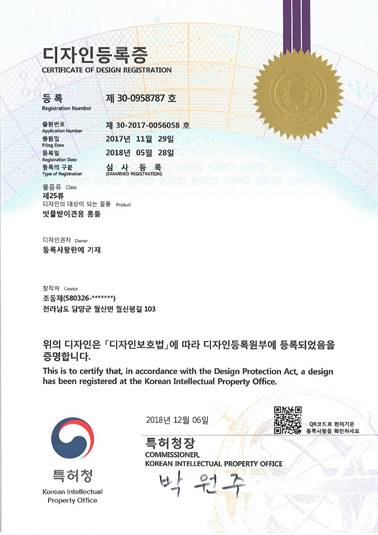 디자인등록증
CERTIFICATE OF DESIGN REGISTRATION
등록 제 30-0958787 호
Registration Number
출원번호 제 30-2017-0056058 호
Application Number
출원일 2017년 11월 29일
Filing Date
등록일 2018년 05월 28일
Registration Date
등록의 구분 심사등록
Type of Registration (EXAMINED REGISTRATION)
물품류 Class
제25류
디자인의 대상이 되는 물품 Product
빗물받이관용 홈통
디자인권자 Owner
등록사항란에 기재
창작자 Creator
조동제(580326-*******)
전라남도 담양군 월산면 월신평길 103
위의 디자인은 「디자인보호법」에 따라 디자인등록원부에 등록되었음을
증명합니다.
This is to certify that, in accordance with the Design Protection Act, a design
has been registered at the Korean Intellectual Property Office.
2018년 12월 06일
QR코드로 현재기준
등록사항을 확인하세요
특허청
Korean Intellectual
Property Office
특허청장
COMMISSIONER,
KOREAN INTELLECTUAL PROPERTY OFFICE
박원주